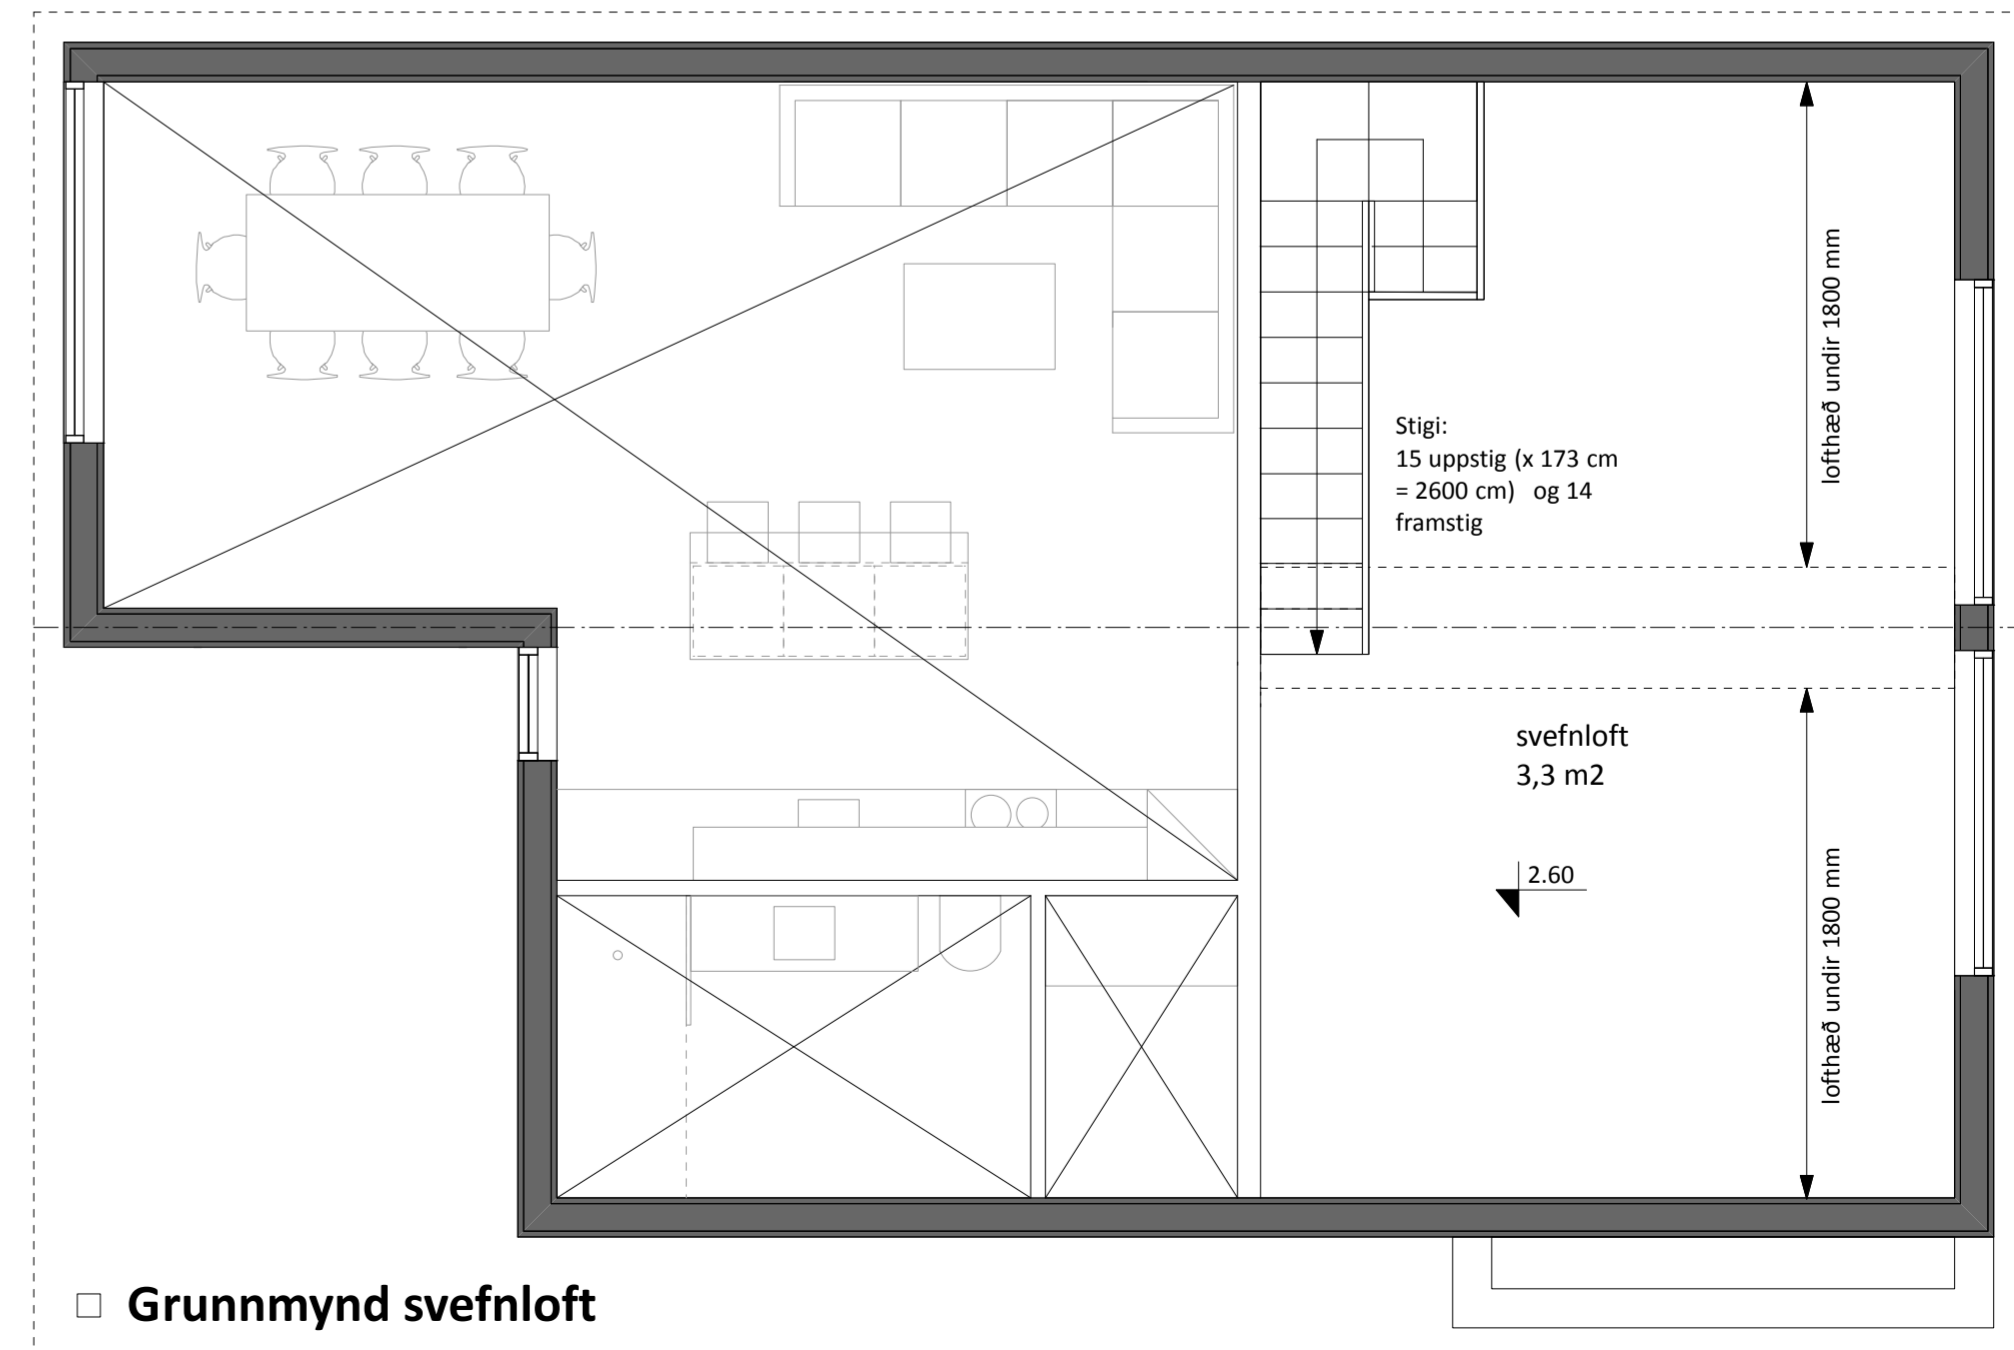 lofthæð undir 1800 mm
Stigi:
15 uppstig (x 173 cm
= 2600 cm) og 14
framstig
svefnloft
3,3 m2
2.60
lofthæð undir 1800 mm
Grunnmynd svefnloft